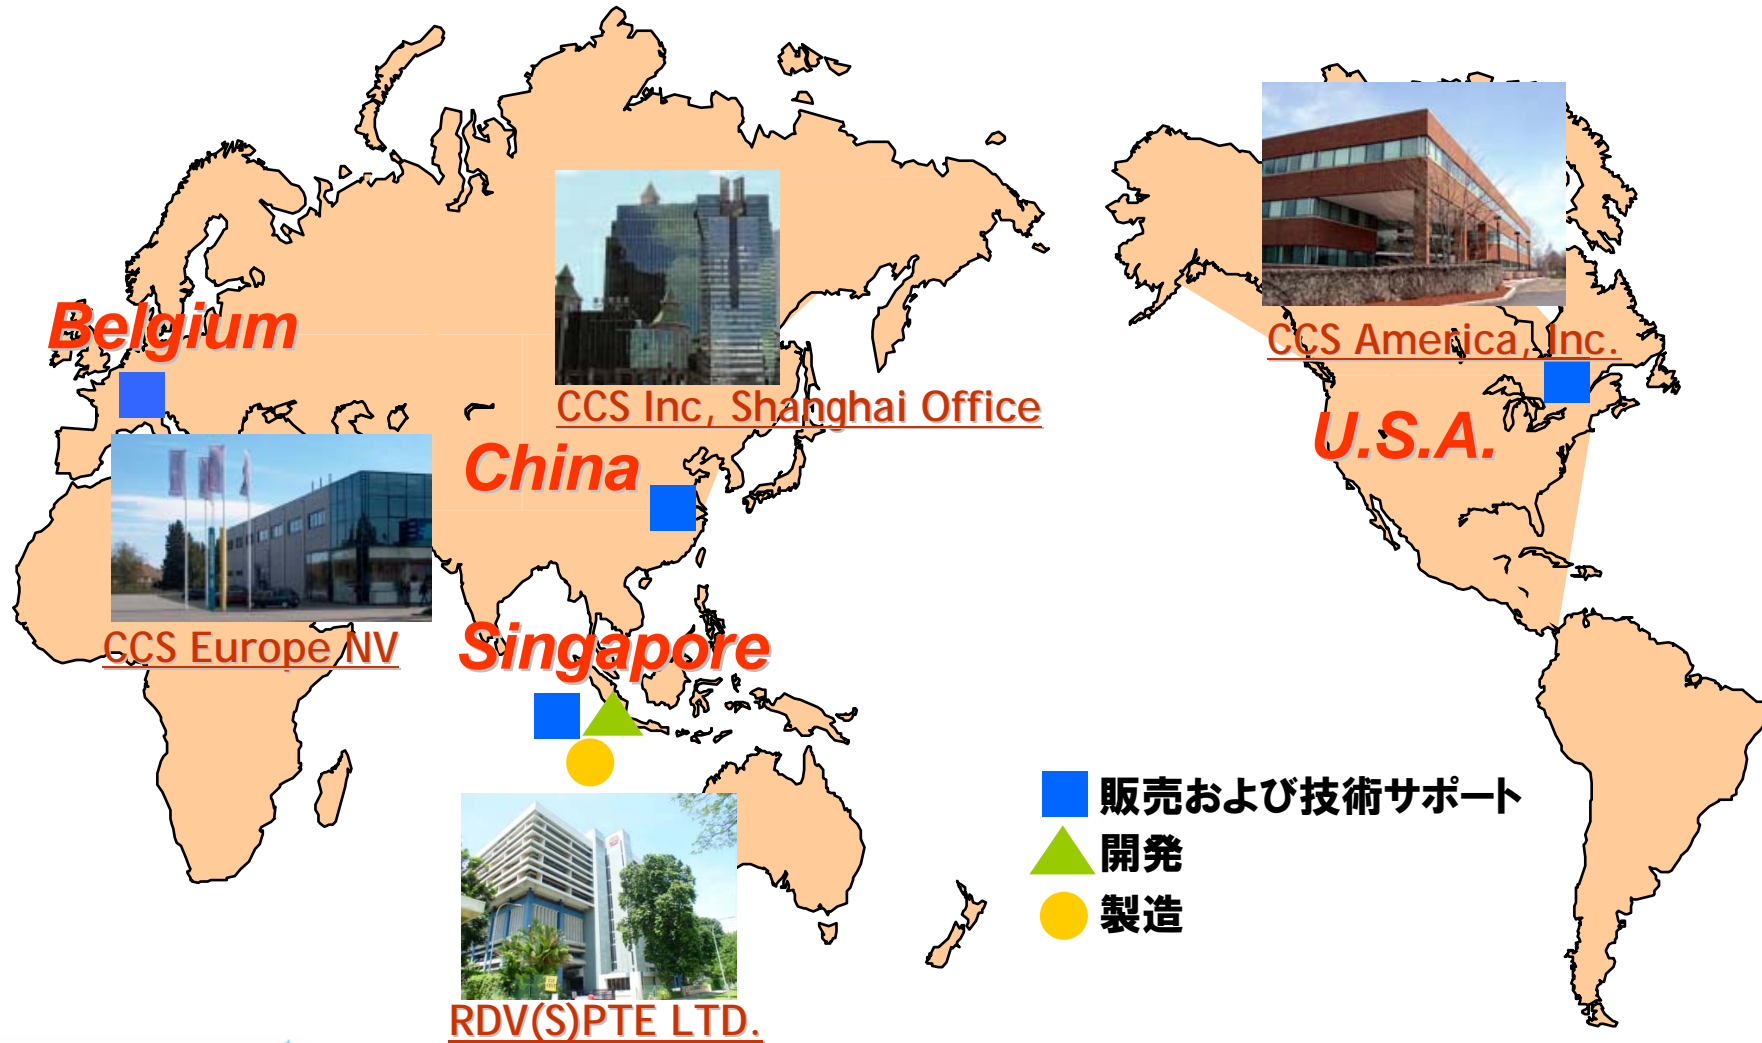 Belgium
CCS America, Inc.
CCS Inc, Shanghai Office
U.S.A.
China
CCS Europe NV
Singapore
販売および技術サポート
開発
製造
RDV(S)PTE LTD.